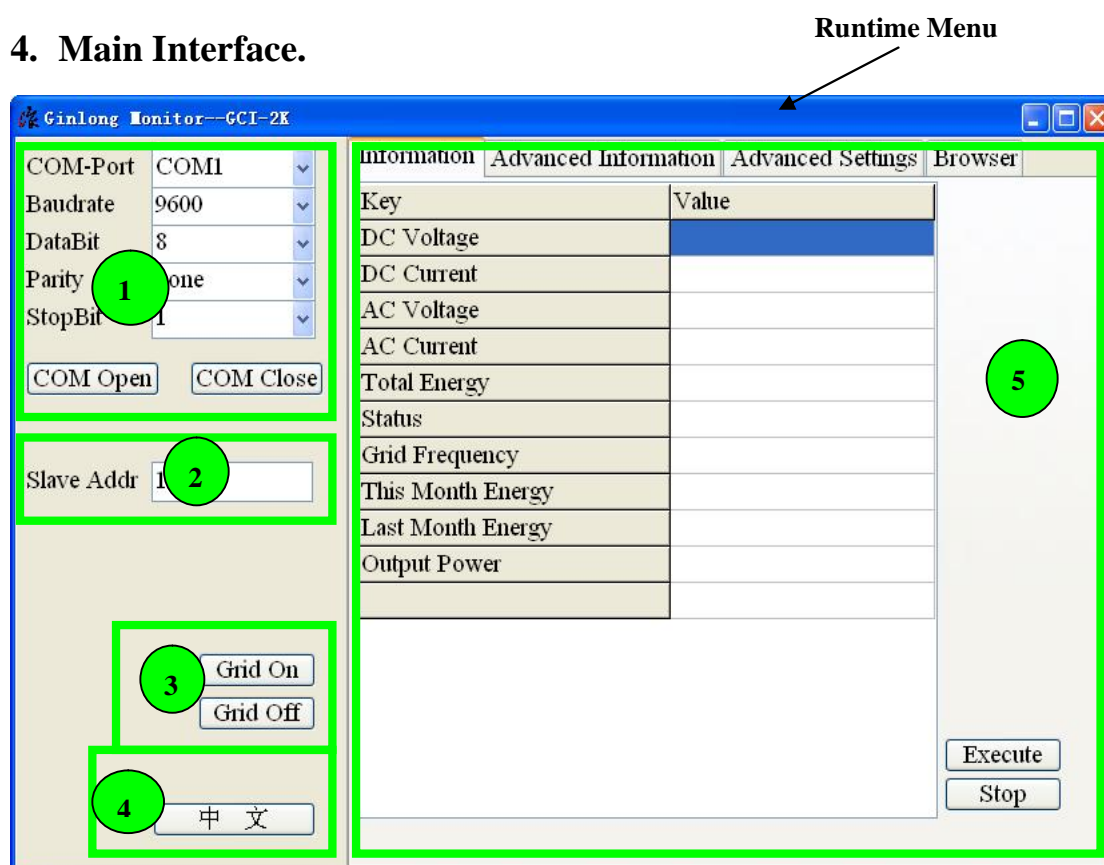 Runtime Menu
4. Main Interface.
Ginlong Monitor--GCI-2K
COM-Port COM1
Baudrate 9600
DataBit 8
Parity one
StopBit 1
1
COM Open COM Close
Slave Addr 1
2
3
Grid On
Grid Off
4
中 文
Information Advanced Information Advanced Settings Browser
Key Value
DC Voltage
DC Current
AC Voltage
AC Current
Total Energy
Status
Grid Frequency
This Month Energy
Last Month Energy
Output Power
5
Execute
Stop